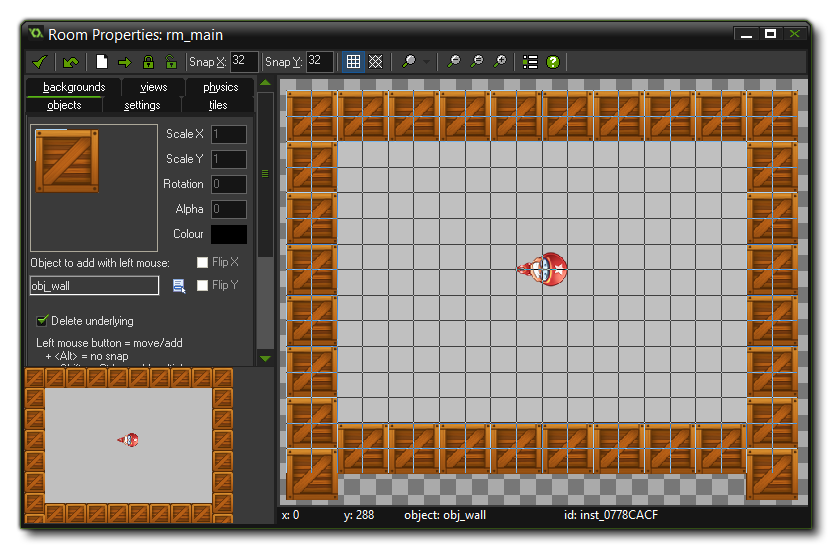 Room Properties: rm_main
Snap X: 32 Snap Y: 32
backgrounds views physics
objects settings tiles
Scale X 1
Scale Y 1
Rotation 0
Alpha 0
Colour
Object to add with left mouse: Flip X
obj_wall Flip Y
Delete underlying
Left mouse button = move/add
+ <Alt> = no snap
x: 0 y: 288 object: obj_wall id: inst_0778CACF